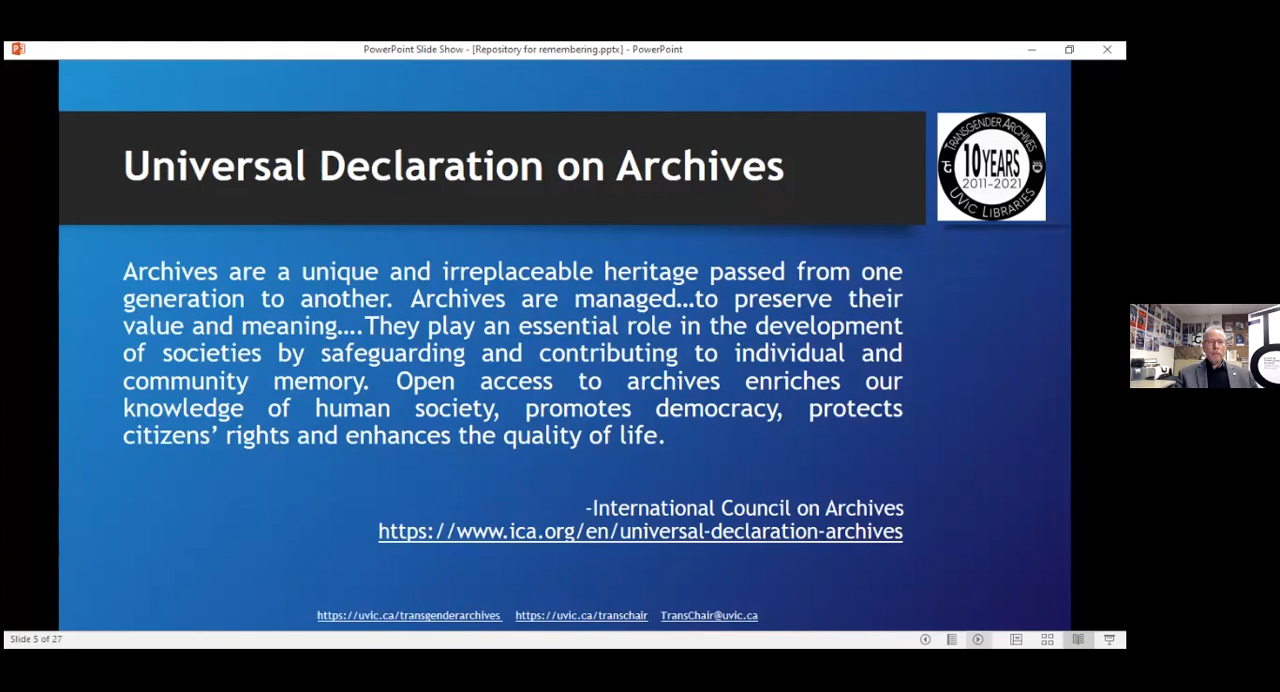 PowerPoint Slide Show - [Repository for remembering.pptx] - PowerPoint
Universal Declaration on Archives
TRANSGENDER ARCHIVES
10 YEARS
2011-2021
UVIC LIBRARIES
Archives are a unique and irreplaceable heritage passed from one
generation to another. Archives are managed…to preserve their
value and meaning….They play an essential role in the development
of societies by safeguarding and contributing to individual and
community memory. Open access to archives enriches our
knowledge of human society, promotes democracy, protects
citizens’ rights and enhances the quality of life.
-International Council on Archives
https://www.ica.org/en/universal-declaration-archives
https://uvic.ca/transgenderarchives https://uvic.ca/transchair TransChair@uvic.ca
Slide 5 of 27